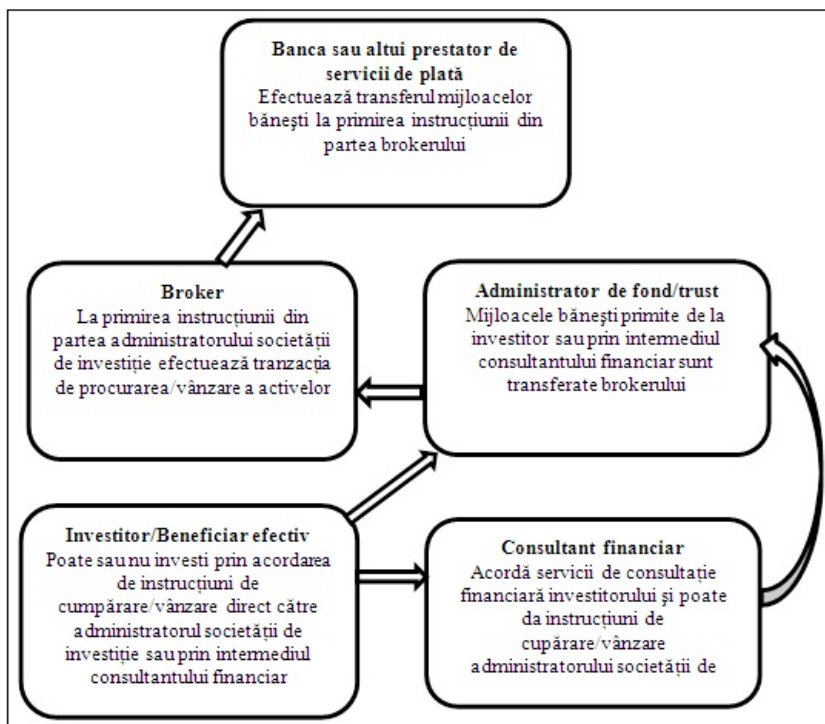 Banca sau altui prestator de
servicii de plată
Efectuează transferul mijloacelor
bănești la primirea instrucțiunii din
partea brokerului
Broker
La primirea instrucțiunii din
partea administratorului societății
de investiție efectuează tranzacția
de procurarea/vânzare a activelor
Administrator de fond/trust
Mijloacele bănești primite de la
investitor sau prin intermediul
consultantului financiar sunt
transferate brokerului
Investitor/Beneficiar efectiv
Poate sau nu investi prin acordarea
de instrucțiuni de
cumpărare/vânzare direct către
administratorul societății de
investiție sau prin intermediul
consultantului financiar
Consultant financiar
Acordă servicii de consultație
financiară investitorului și poate
da instrucțiuni de
cupărare/vânzare
administratorului societății de